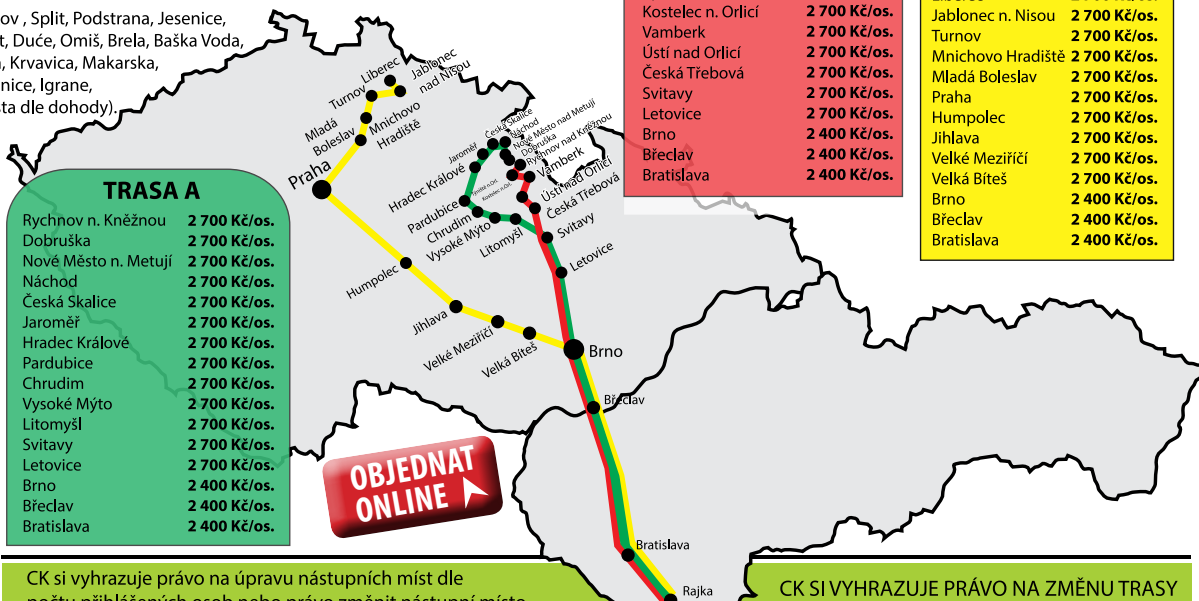 ov , Split, Podstrana, Jesenice,
t, Duće, Omiš, Brela, Baška Voda,
, Krvavica, Makarska,
nice, Igrane,
sta dle dohody).
TRASA A
Rychnov n. Kněžnou 2 700 Kč/os.
Dobruška 2 700 Kč/os.
Nové Město n. Metují 2 700 Kč/os.
Náchod 2 700 Kč/os.
Česká Skalice 2 700 Kč/os.
Jaroměř 2 700 Kč/os.
Hradec Králové 2 700 Kč/os.
Pardubice 2 700 Kč/os.
Chrudim 2 700 Kč/os.
Vysoké Mýto 2 700 Kč/os.
Litomyšl 2 700 Kč/os.
Svitavy 2 700 Kč/os.
Letovice 2 700 Kč/os.
Brno 2 400 Kč/os.
Břeclav 2 400 Kč/os.
Bratislava 2 400 Kč/os.
Kostelec n. Orlicí 2 700 Kč/os.
Vamberk 2 700 Kč/os.
Ústí nad Orlicí 2 700 Kč/os.
Česká Třebová 2 700 Kč/os.
Svitavy 2 700 Kč/os.
Letovice 2 700 Kč/os.
Brno 2 400 Kč/os.
Břeclav 2 400 Kč/os.
Bratislava 2 400 Kč/os.
Jablonec n. Nisou 2 700 Kč/os.
Turnov 2 700 Kč/os.
Mnichovo Hradiště 2 700 Kč/os.
Mladá Boleslav 2 700 Kč/os.
Praha 2 700 Kč/os.
Humpolec 2 700 Kč/os.
Jihlava 2 700 Kč/os.
Velké Meziříčí 2 700 Kč/os.
Velká Bíteš 2 700 Kč/os.
Brno 2 400 Kč/os.
Břeclav 2 400 Kč/os.
Bratislava 2 400 Kč/os.
Liberec
Jablonec
nad Nisou
Turnov
Mnichovo
Hradiště
Mladá
Boleslav
Praha
Humpolec
Jihlava
Velké Meziříčí
Velká Bíteš
Brno
Česká Skalice
Náchod
Nové Město nad Metují
Dobruška
Rychnov nad Kněžnou
Vamberk
Jaroměř
Hradec Králové
Kostelec n.Orl.
Pardubice
Chrudim
Vysoké Mýto
Litomyšl
Ústí nad Orlicí
Česká Třebová
Svitavy
Letovice
Břeclav
Bratislava
Rajka
OBJEDNAT
ONLINE
CK si vyhrazuje právo na úpravu nástupních míst dle
počtu přihlášených osob nebo právo změnit nástupní místo
CK SI VYHRAZUJE PRÁVO NA ZMĚNU TRASY